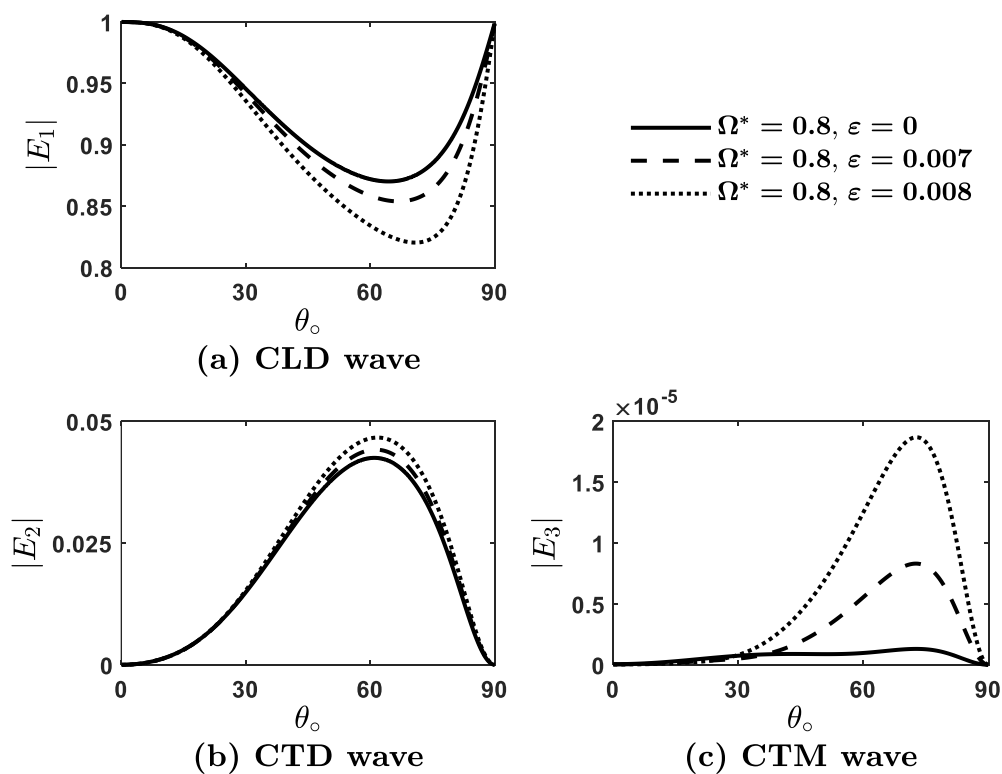 1
0.95
0.9
0.85
0.8
|E₁|
0 30 60 90
θ∘
(a) CLD wave
Ω* = 0.8, ε = 0
Ω* = 0.8, ε = 0.007
Ω* = 0.8, ε = 0.008
0.05
0.025
0
|E₂|
0 30 60 90
θ∘
(b) CTD wave
×10⁻⁵
2
1.5
1
0.5
0
|E₃|
0 30 60 90
θ∘
(c) CTM wave